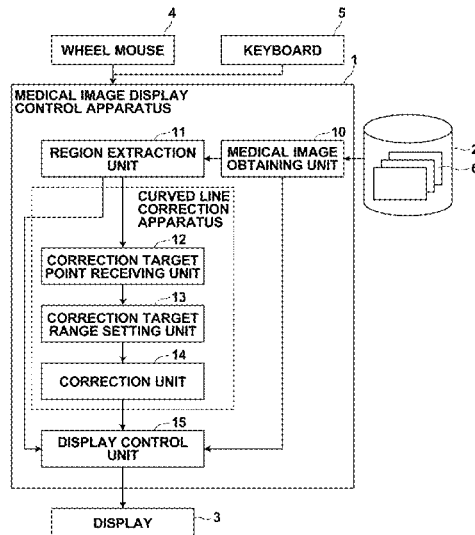 4
5
WHEEL MOUSE
KEYBOARD
1
MEDICAL IMAGE DISPLAY
CONTROL APPARATUS
11
10
REGION EXTRACTION
UNIT
MEDICAL IMAGE
OBTAINING UNIT
2
6
CURVED LINE
CORRECTION
APPARATUS
12
CORRECTION TARGET
POINT RECEIVING UNIT
13
CORRECTION TARGET
RANGE SETTING UNIT
14
CORRECTION UNIT
15
DISPLAY CONTROL
UNIT
DISPLAY
3